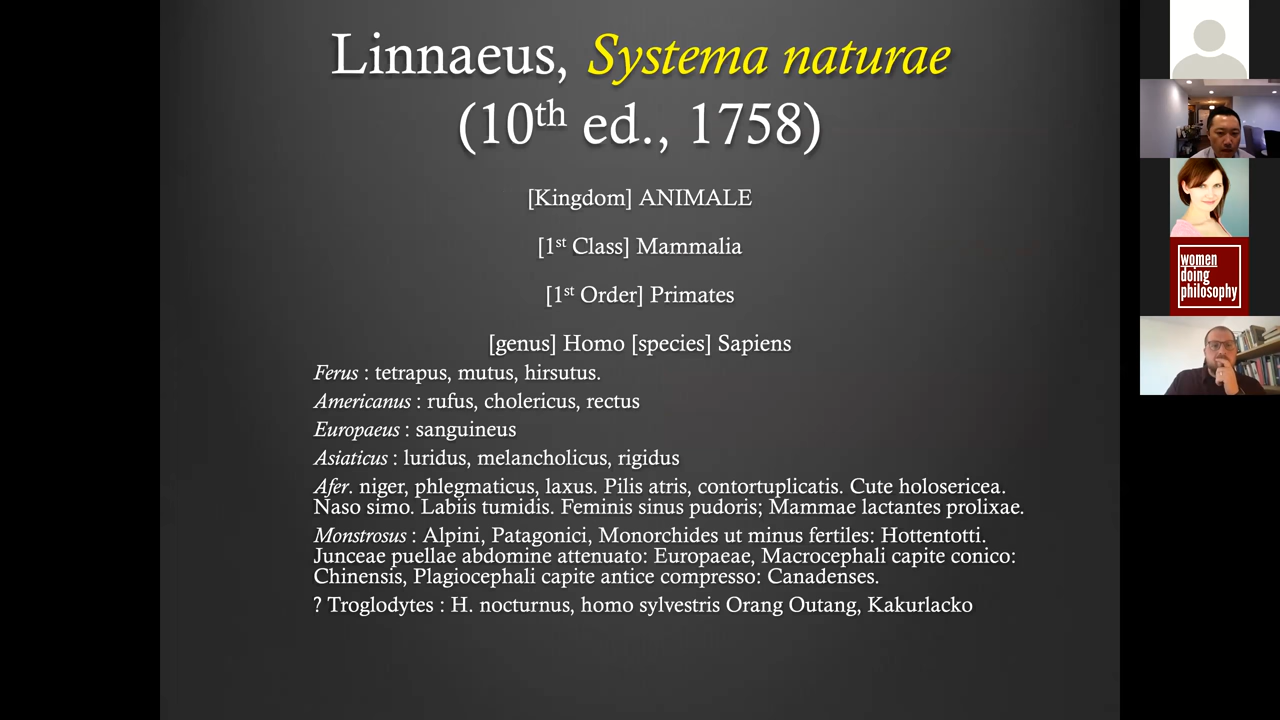 Linnaeus, Systema naturae
(10th ed., 1758)
[Kingdom] ANIMALE
[1st Class] Mammalia
[1st Order] Primates
[genus] Homo [species] Sapiens
Ferus : tetrapus, mutus, hirsutus.
Americanus : rufus, cholericus, rectus
Europaeus : sanguineus
Asiaticus : luridus, melancholicus, rigidus
Afer. niger, phlegmaticus, laxus. Pilis atris, contortuplicatis. Cute holosericea.
Naso simo. Labiis tumidis. Feminis sinus pudoris; Mammae lactantes prolixae.
Monstrosus : Alpini, Patagonici, Monorchides ut minus fertiles: Hottentotti.
Junceae puellae abdomine attenuato: Europaeae, Macrocephali capite conico:
Chinensis, Plagiocephali capite antice compresso: Canadenses.
? Troglodytes : H. nocturnus, homo sylvestris Orang Outang, Kakurlacko
women
doing
philosophy